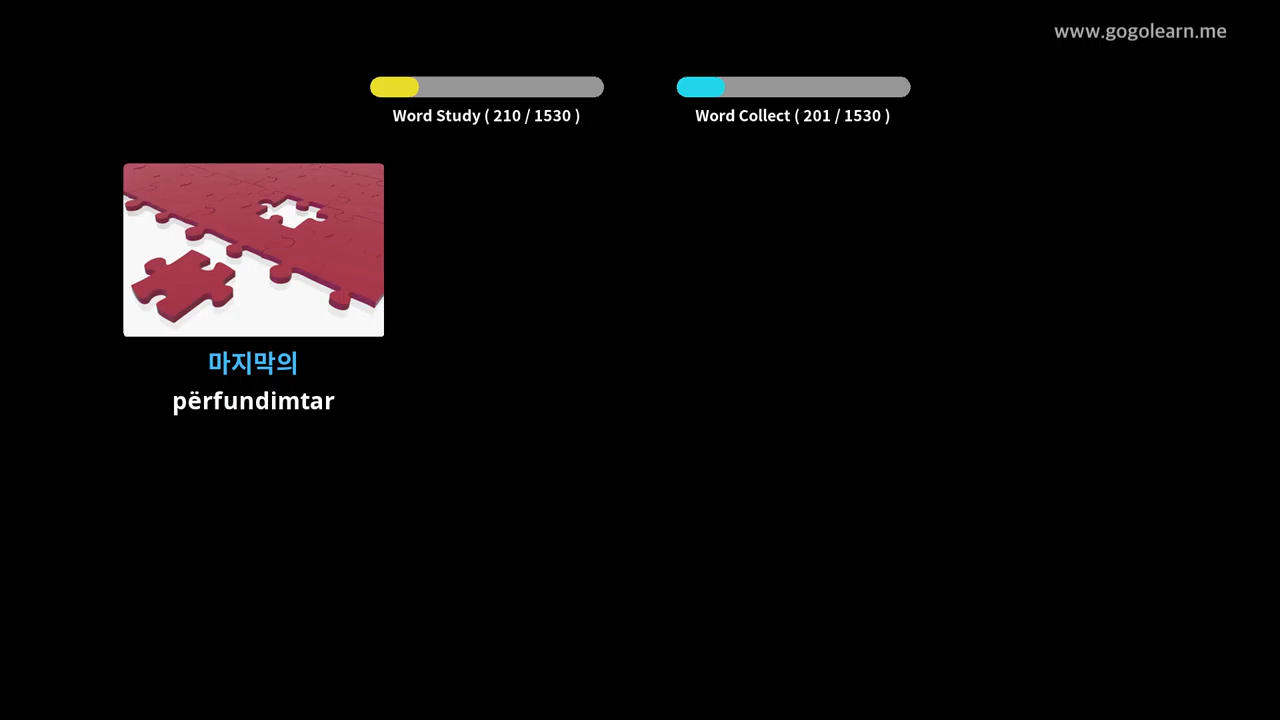 www.gogolearn.me
Word Study ( 210 / 1530 )
Word Collect ( 201 / 1530 )
마지막의
përfundimtar